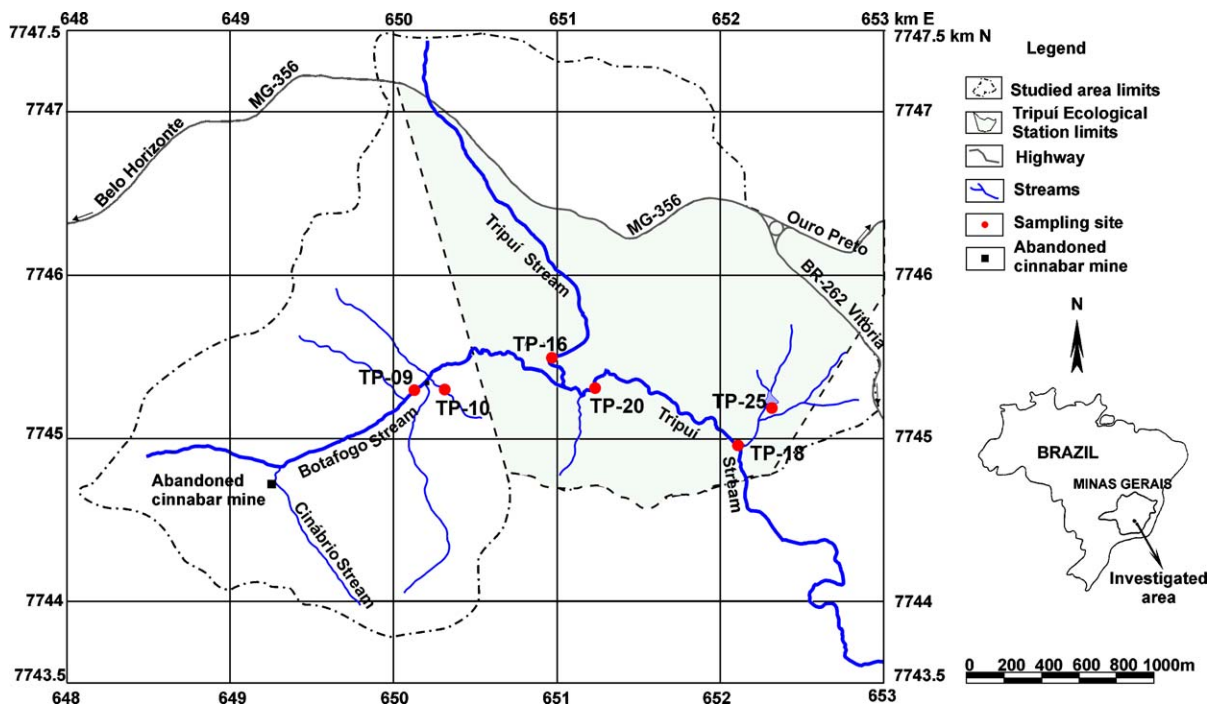 648 649 650 651 652 653 km E
7747.5 7747.5 km N
MG-356
7747 7747
Belo Horizonte
MG-356
Ouro Preto
Tripuí Stream
BR-262 Vitória
7746 7746
TP-16
TP-09
TP-10
TP-20
TP-25
Tripuí
Stream
7745 7745
Botafogo Stream
TP-18
Abandoned
cinnabar mine
Cinábrio Stream
7744 7744
7743.5 7743.5
648 649 650 651 652 653
Legend
Studied area limits
Tripuí Ecological
Station limits
Highway
Streams
Sampling site
Abandoned
cinnabar mine
N
BRAZIL
MINAS GERAIS
Investigated
area
0 200 400 600 800 1000m